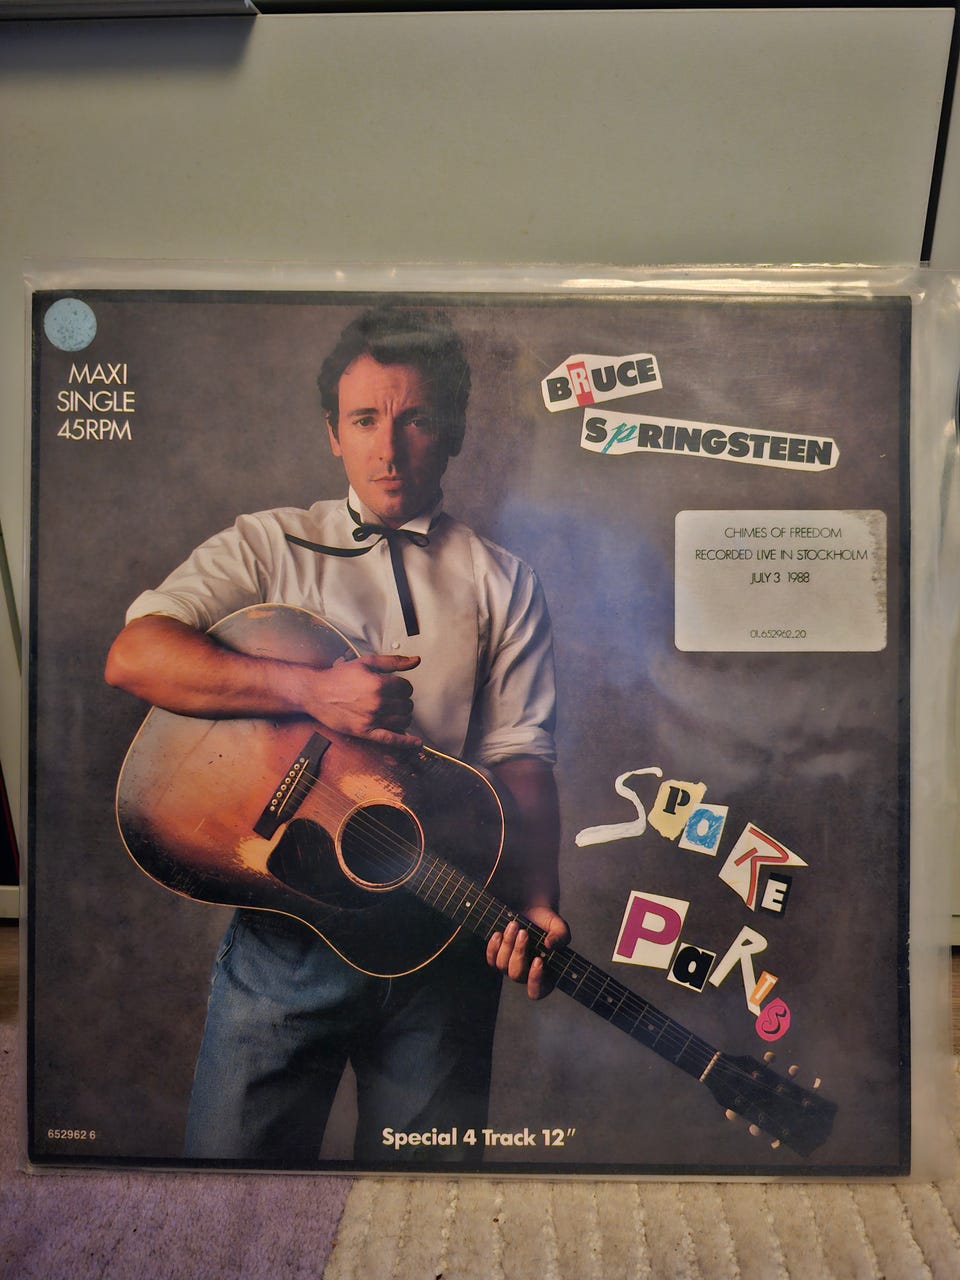 MAXI
SINGLE
45RPM
BRUCE
SpRINGSTEEN
CHIMES OF FREEDOM
RECORDED LIVE IN STOCKHOLM
JULY 3 1988
01.652962.20
SPaRE
PaRTS
652962 6
Special 4 Track 12"